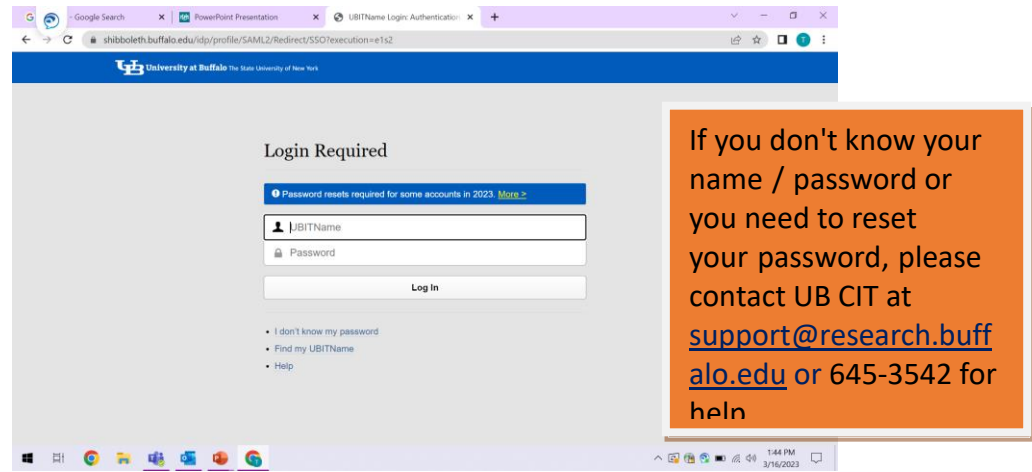 - Google Search
PowerPoint Presentation
UBITName Login: Authentication
shibboleth.buffalo.edu/idp/profile/SAML2/Redirect/SSO?execution=e1s2
University at Buffalo The State University of New York
Login Required
Password resets required for some accounts in 2023. More >
UBITName
Password
Log In
• I don't know my password
• Find my UBITName
• Help
If you don't know your
name / password or
you need to reset
your password, please
contact UB CIT at
support@research.buff
alo.edu or 645-3542 for
help
1:44 PM
3/16/2023